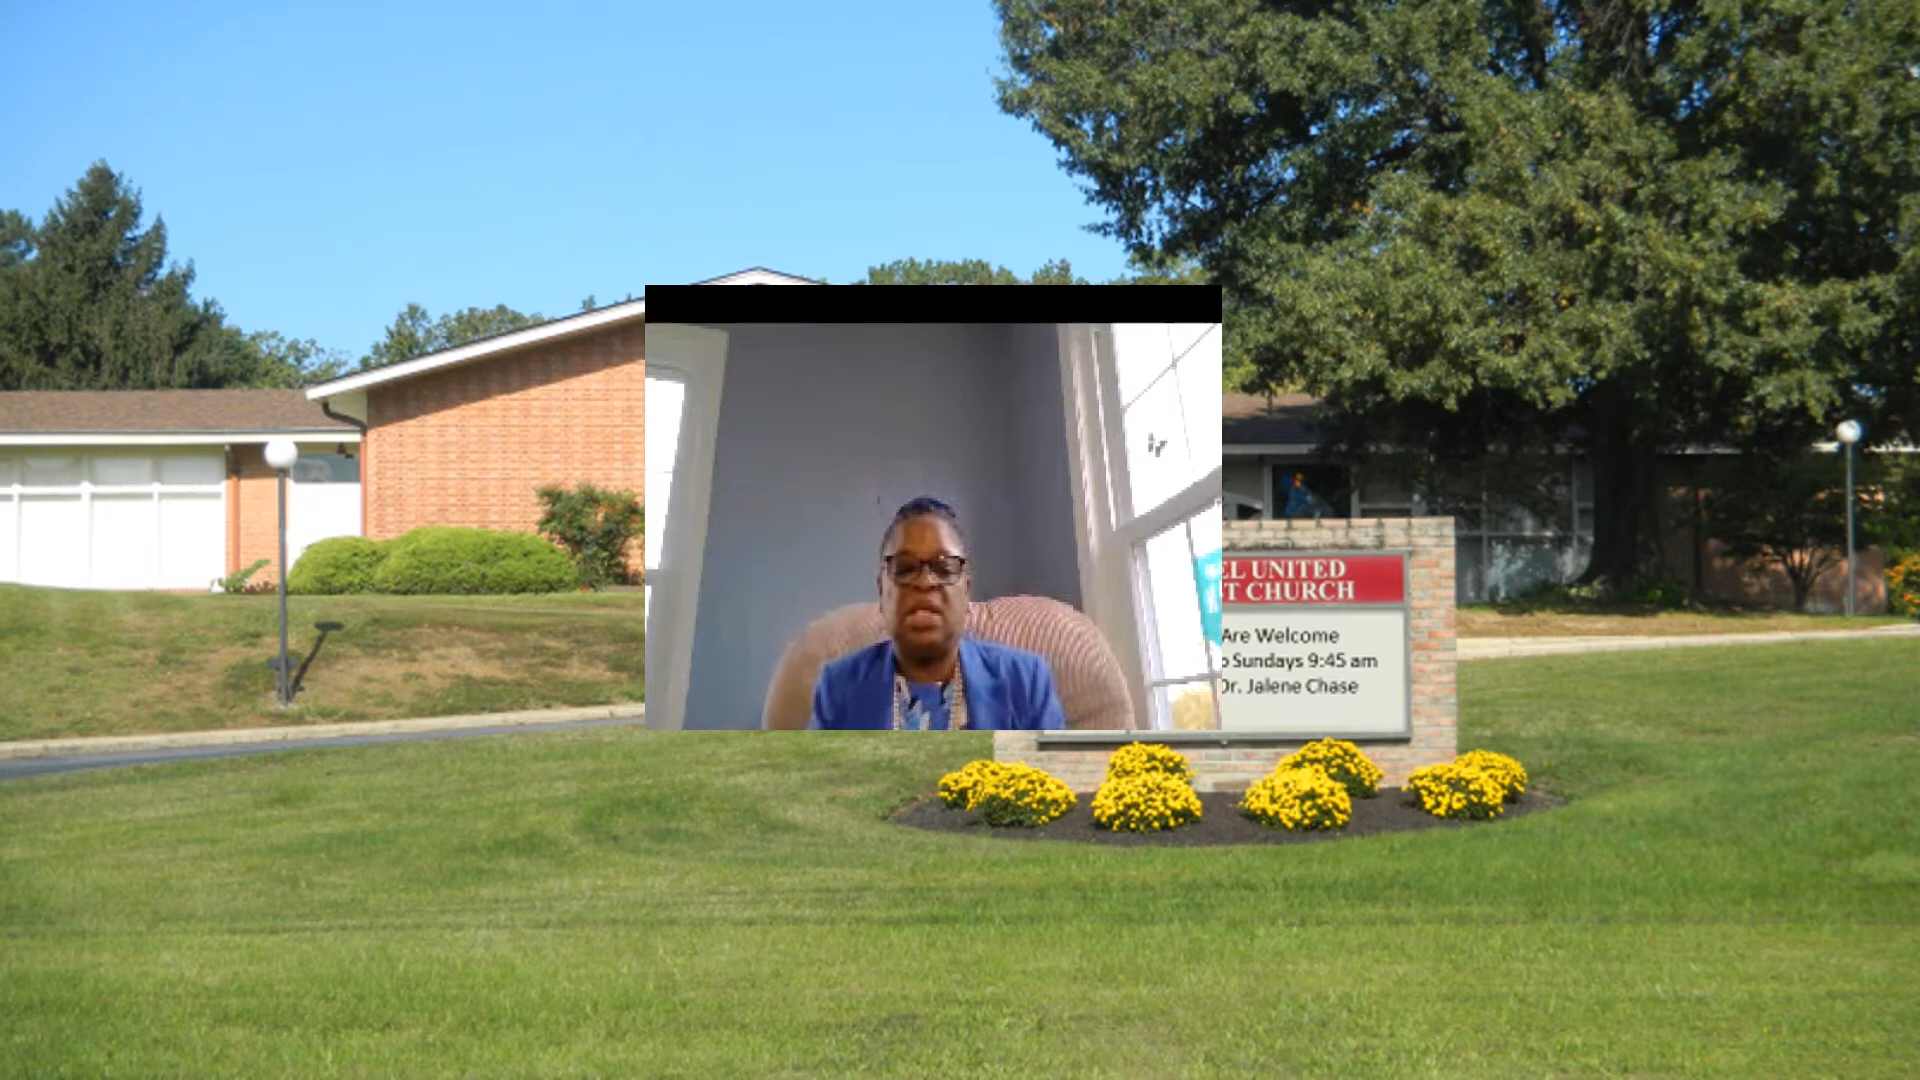 EL UNITED
T CHURCH
Are Welcome
Sundays 9:45 am
Dr. Jalene Chase